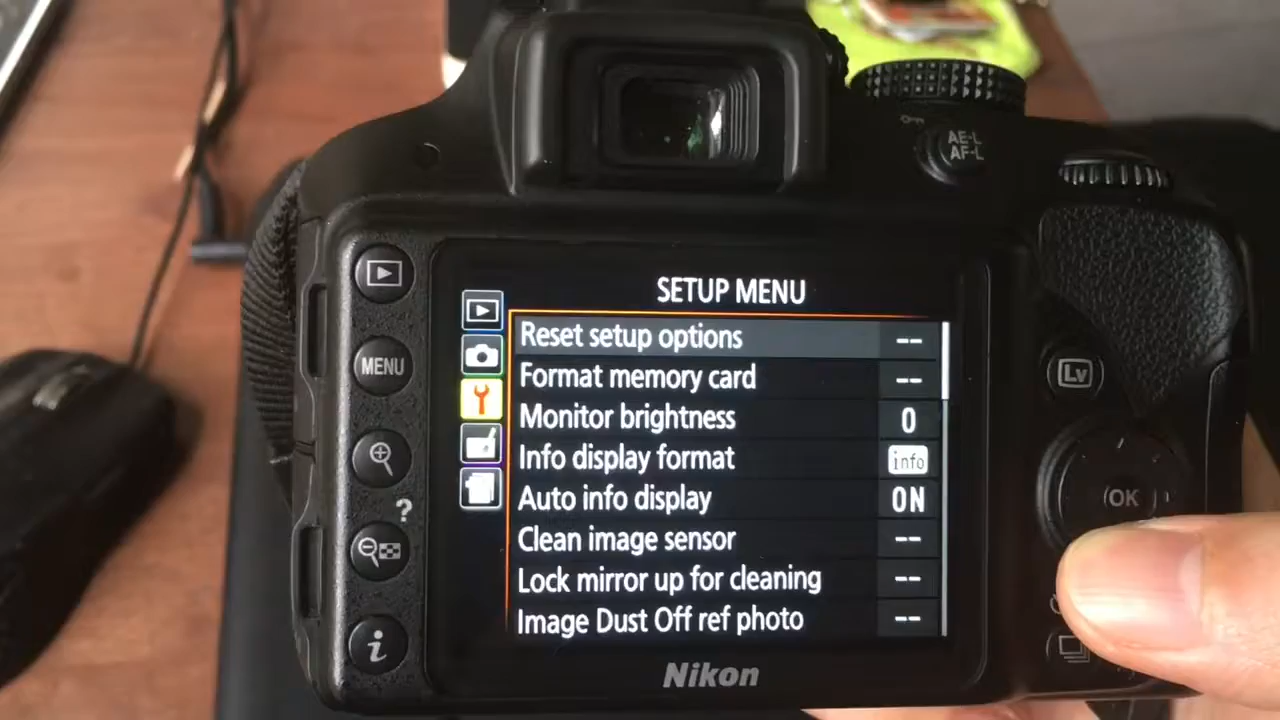 AE-L
AF-L
SETUP MENU
Reset setup options --
Format memory card --
MENU
Monitor brightness 0
Lv
Info display format info
Auto info display ON
OK
?
Clean image sensor --
Lock mirror up for cleaning --
Image Dust Off ref photo --
i
Nikon